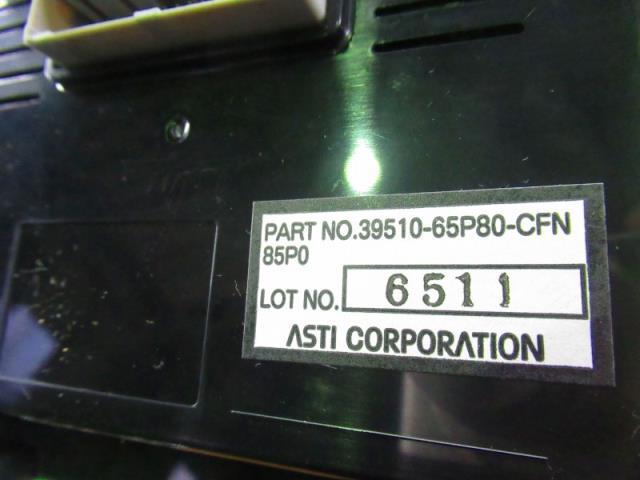 PART NO.39510-65P80-CFN
85P0
LOT NO. 6511
ASTI CORPORATION